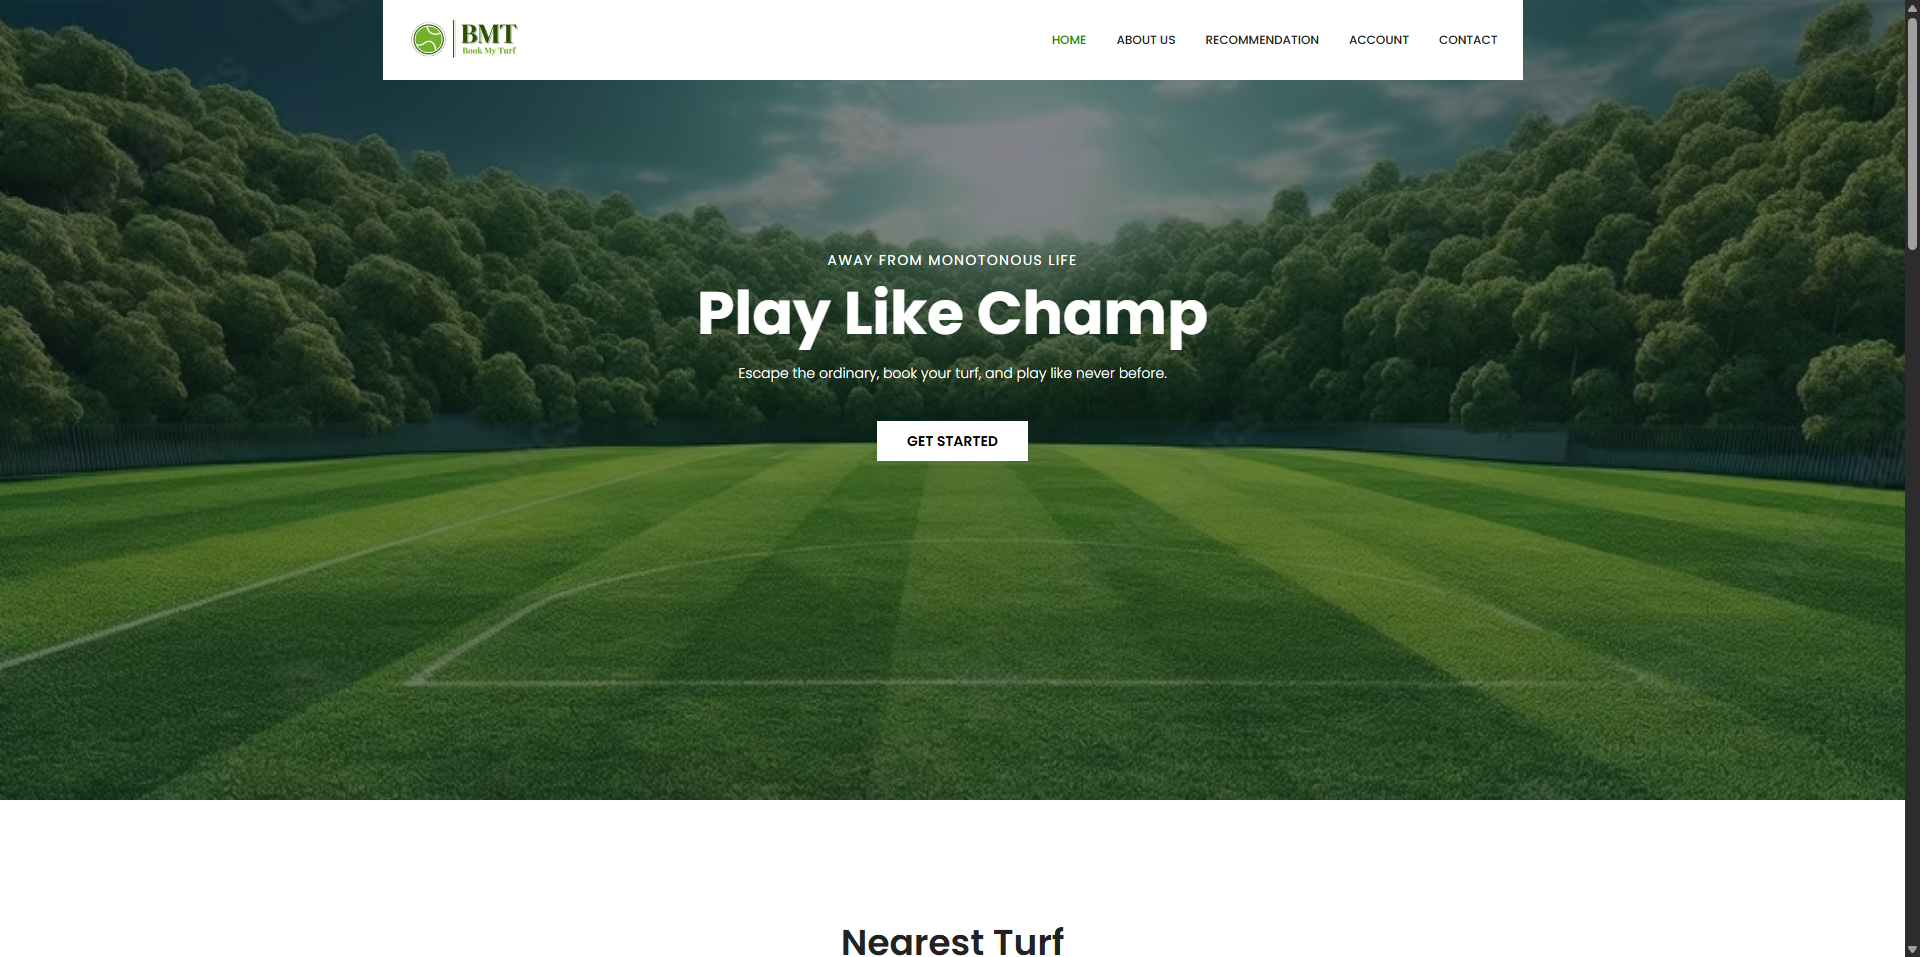 BMT
Book My Turf
HOME
ABOUT US
RECOMMENDATION
ACCOUNT
CONTACT
AWAY FROM MONOTONOUS LIFE
Play Like Champ
Escape the ordinary, book your turf, and play like never before.
GET STARTED
Nearest Turf